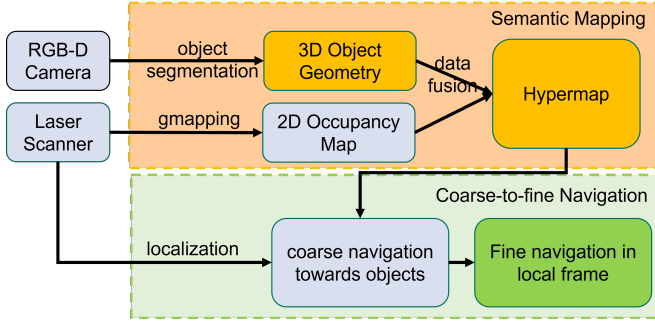 Semantic Mapping
RGB-D
Camera
object
segmentation
3D Object
Geometry
data
fusion
Hypermap
Laser
Scanner
gmapping
2D Occupancy
Map
Coarse-to-fine Navigation
localization
coarse navigation
towards objects
Fine navigation in
local frame